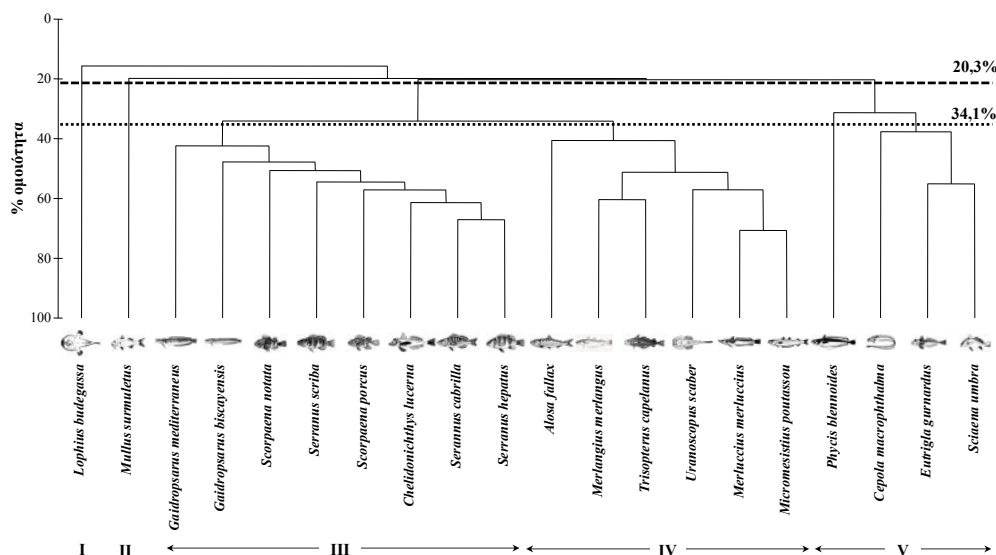 0
20
40
60
80
100
% ομοιότητα
20,3%
34,1%
Lophius budegassa
Mullus surmuletus
Gaidropsarus mediterraneus
Gaidropsarus biscayensis
Scorpaena notata
Serranus scriba
Scorpaena porcus
Chelidonichthys lucerna
Serannus cabrilla
Serranus hepatus
Alosa fallax
Merlangius merlangus
Trisopterus capelanus
Uranoscopus scaber
Merluccius merluccius
Micromesistius poutassou
Phycis blennoides
Cepola macrophthalma
Eutrigla gurnardus
Sciaena umbra
I II III IV V